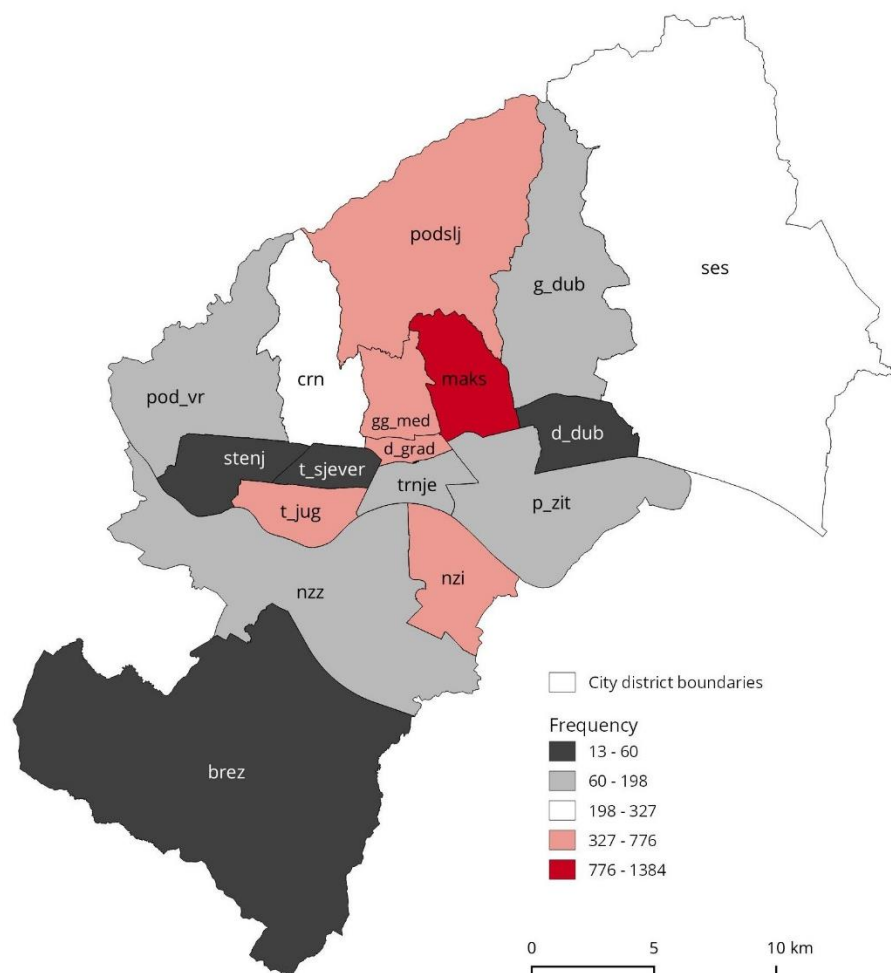 podslj
ses
g_dub
crn
maks
pod_vr
gg_med
d_dub
d_grad
stenj
t_sjever
trnje
p_zit
t_jug
nzi
nzz
brez
City district boundaries
Frequency
13 - 60
60 - 198
198 - 327
327 - 776
776 - 1384
0 5 10 km